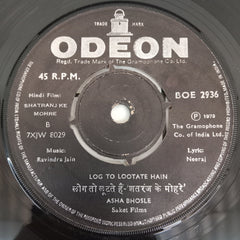 TRADE MARK
ODEON
Regd. Trade Mark of The Gramophone Co. Ltd.
45 R.P.M.
BOE 2936
Hindi Film:
SHATRANJ KE
MOHRE
B
7XJW 8029
℗ 1973
The Gramophone
Co. of India Ltd.
Music:
Ravindra Jain
Lyric:
Neeraj
LOG TO LOOTATE HAIN
लोग तो लूटते हैं-'शतरंज के मोहरे'
ASHA BHOSLE
Saket Films